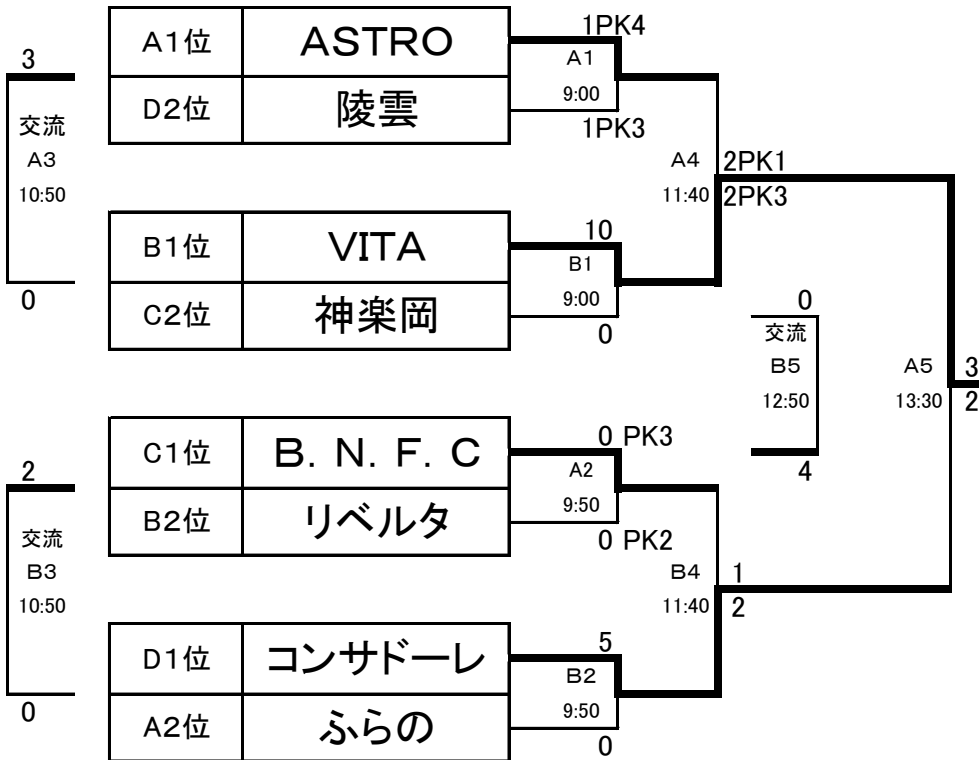 A1位 ASTRO
D2位 陵雲
1PK4
A1
9:00
1PK3
3
交流
A3
10:50
0
B1位 VITA
C2位 神楽岡
10
B1
9:00
0
A4
11:40
2PK1
2PK3
0
交流
B5
12:50
4
A5
13:30
3
2
C1位 B.N.F.C
B2位 リベルタ
0 PK3
A2
9:50
0 PK2
2
交流
B3
10:50
0
D1位 コンサドーレ
A2位 ふらの
5
B2
9:50
0
B4
11:40
1
2